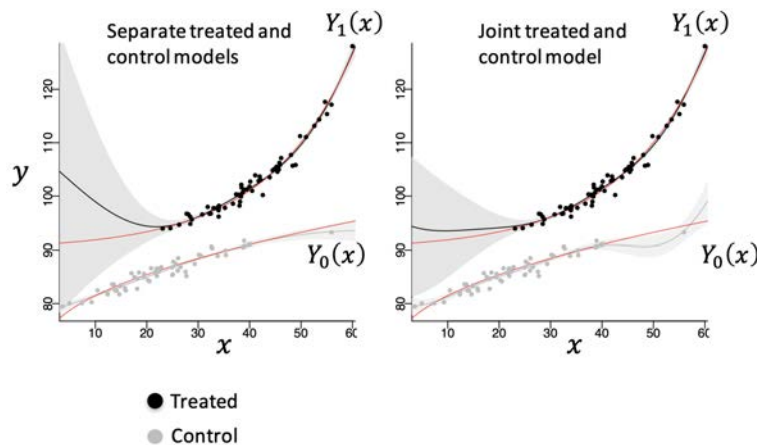 Separate treated and
control models
Y₁(x)
y
120
110
100
90
80
Y₀(x)
10 20 30 40 50 60
x
Joint treated and
control model
Y₁(x)
120
110
100
90
80
Y₀(x)
10 20 30 40 50 60
x
Treated
Control